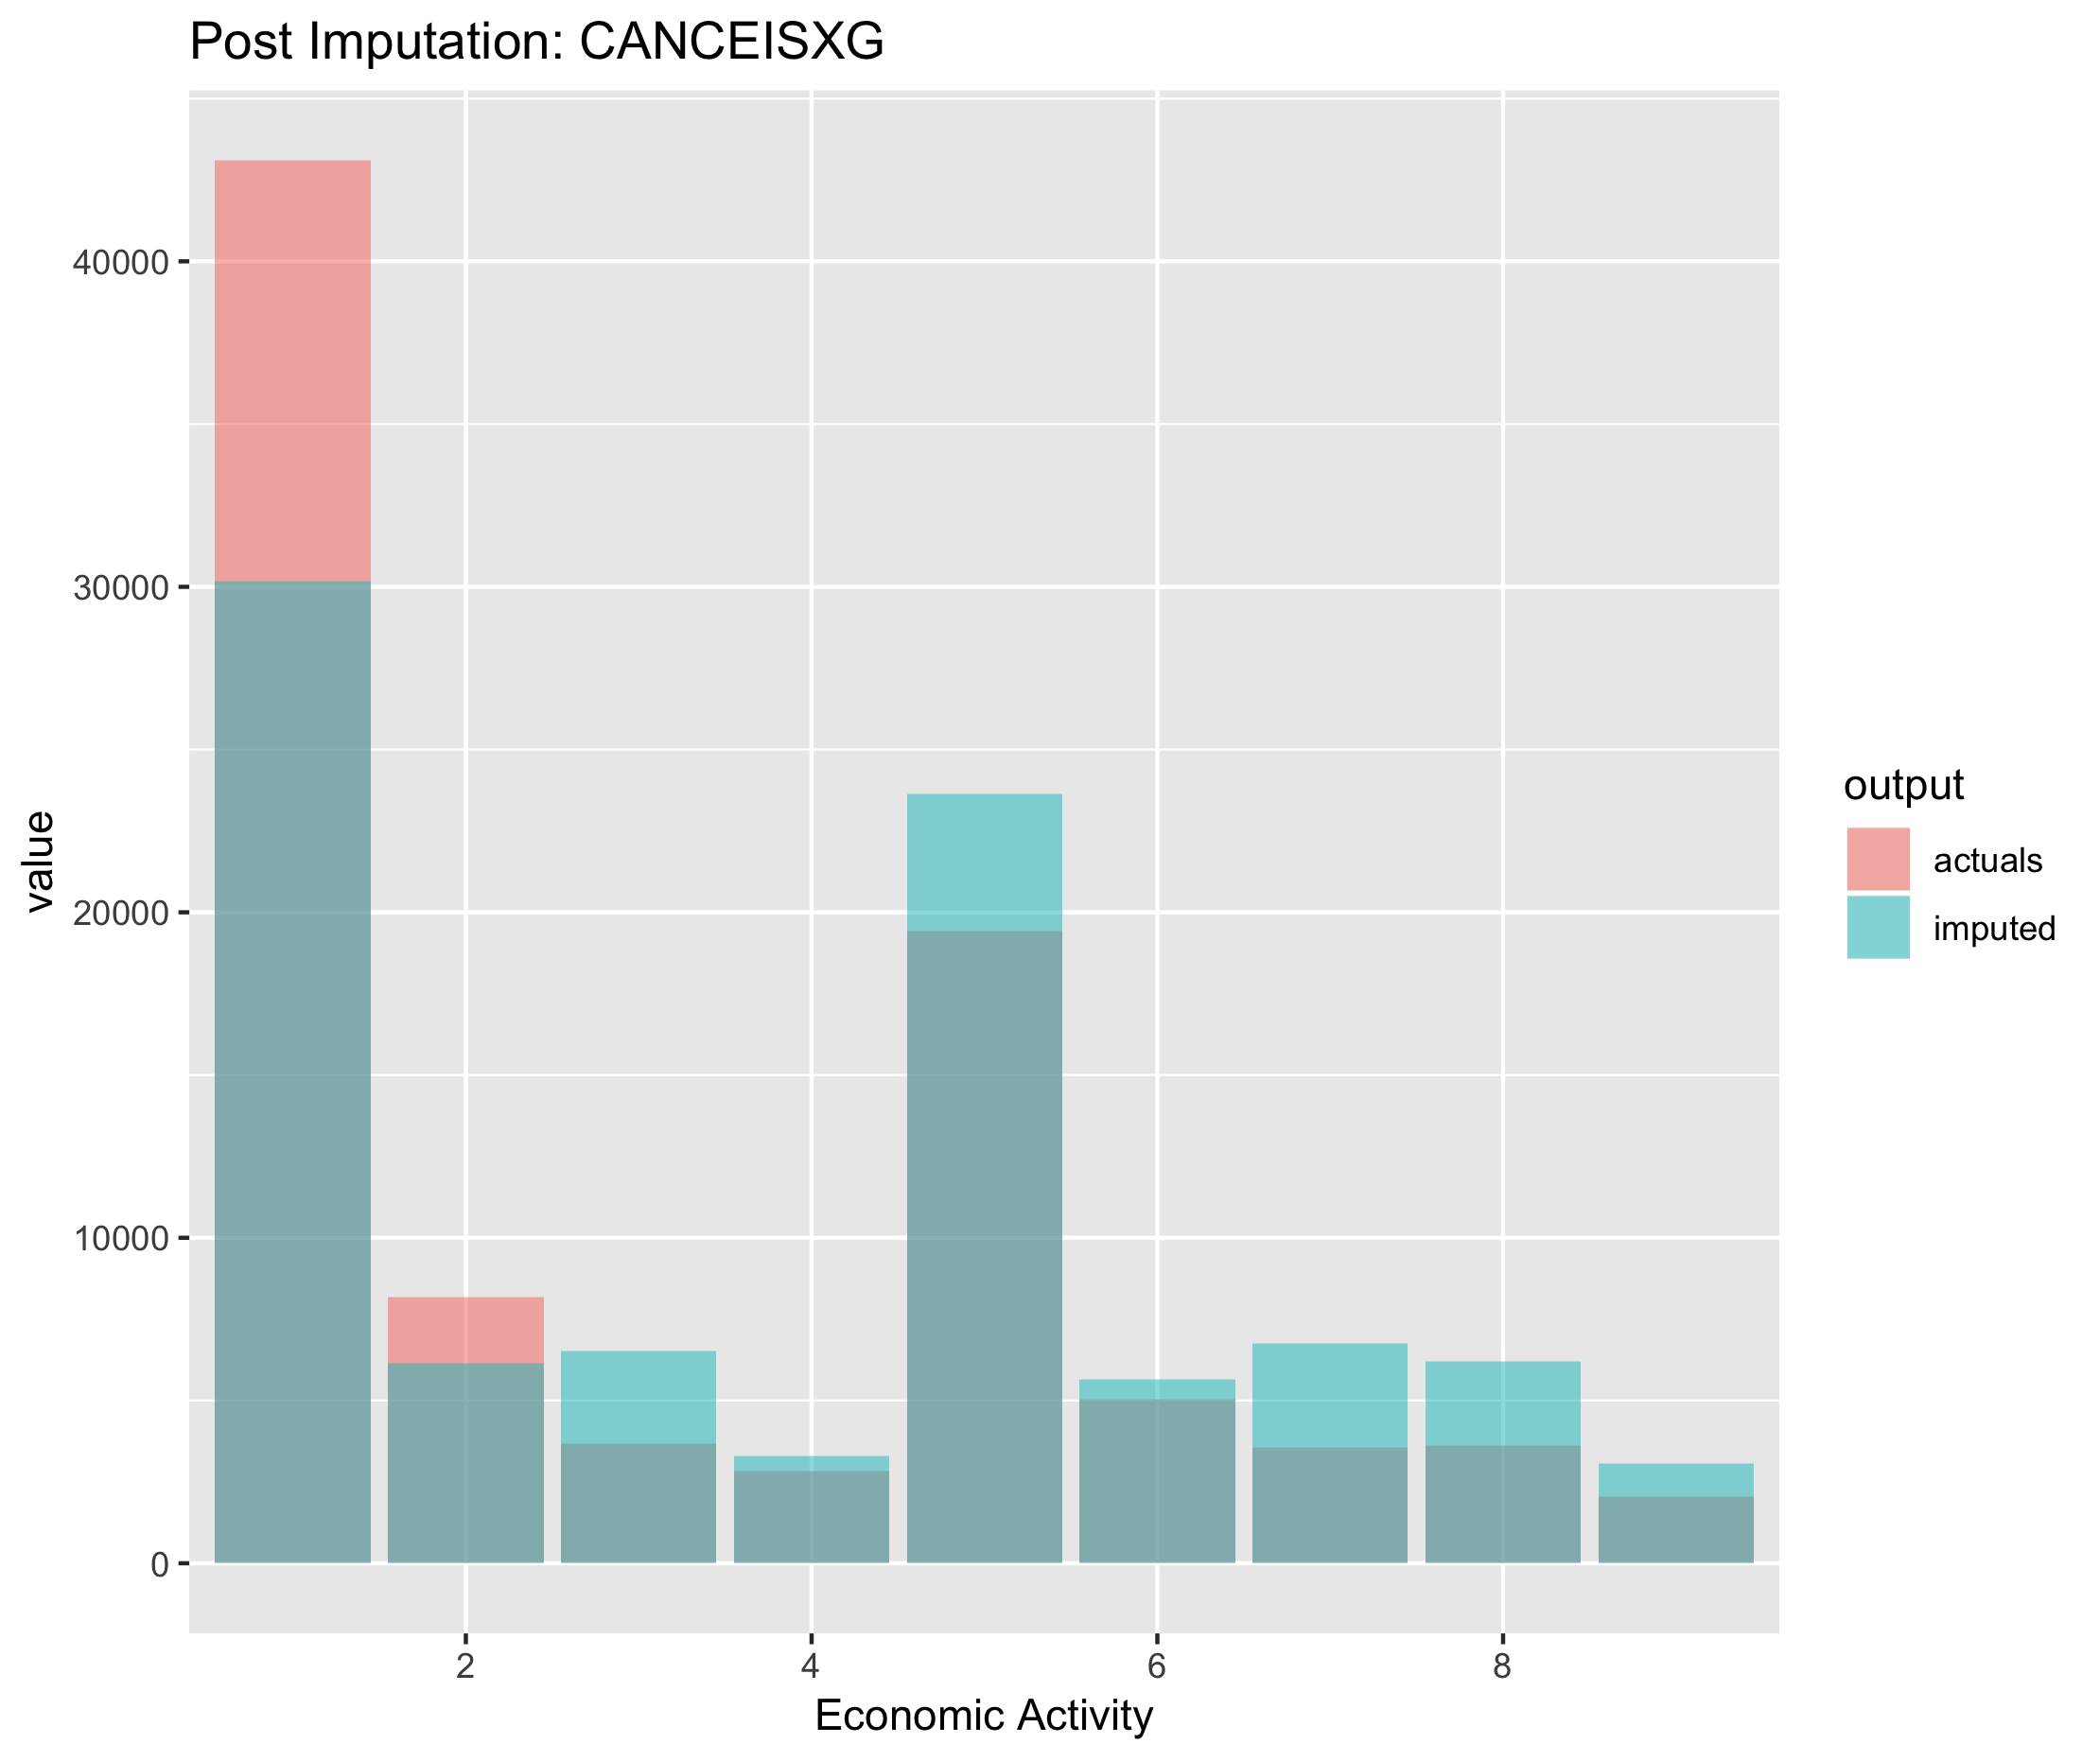 Post Imputation: CANCEISXG
value
40000
30000
20000
10000
0
2 4 6 8
Economic Activity
output
actuals
imputed